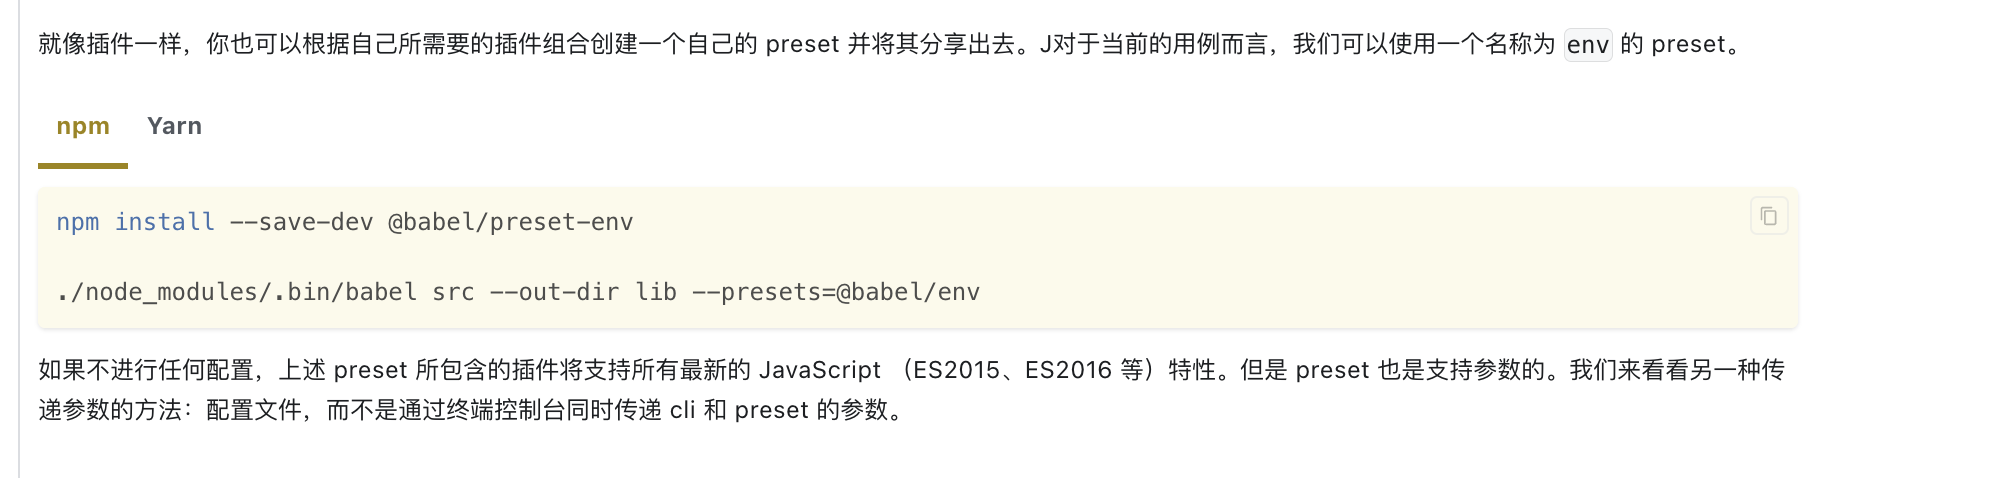 就像插件一样，你也可以根据自己所需要的插件组合创建一个自己的 preset 并将其分享出去。J对于当前的用例而言，我们可以使用一个名称为 env 的 preset。
npm Yarn
npm install --save-dev @babel/preset-env
./node_modules/.bin/babel src --out-dir lib --presets=@babel/env
如果不进行任何配置，上述 preset 所包含的插件将支持所有最新的 JavaScript （ES2015、ES2016 等）特性。但是 preset 也是支持参数的。我们来看看另一种传
递参数的方法：配置文件，而不是通过终端控制台同时传递 cli 和 preset 的参数。